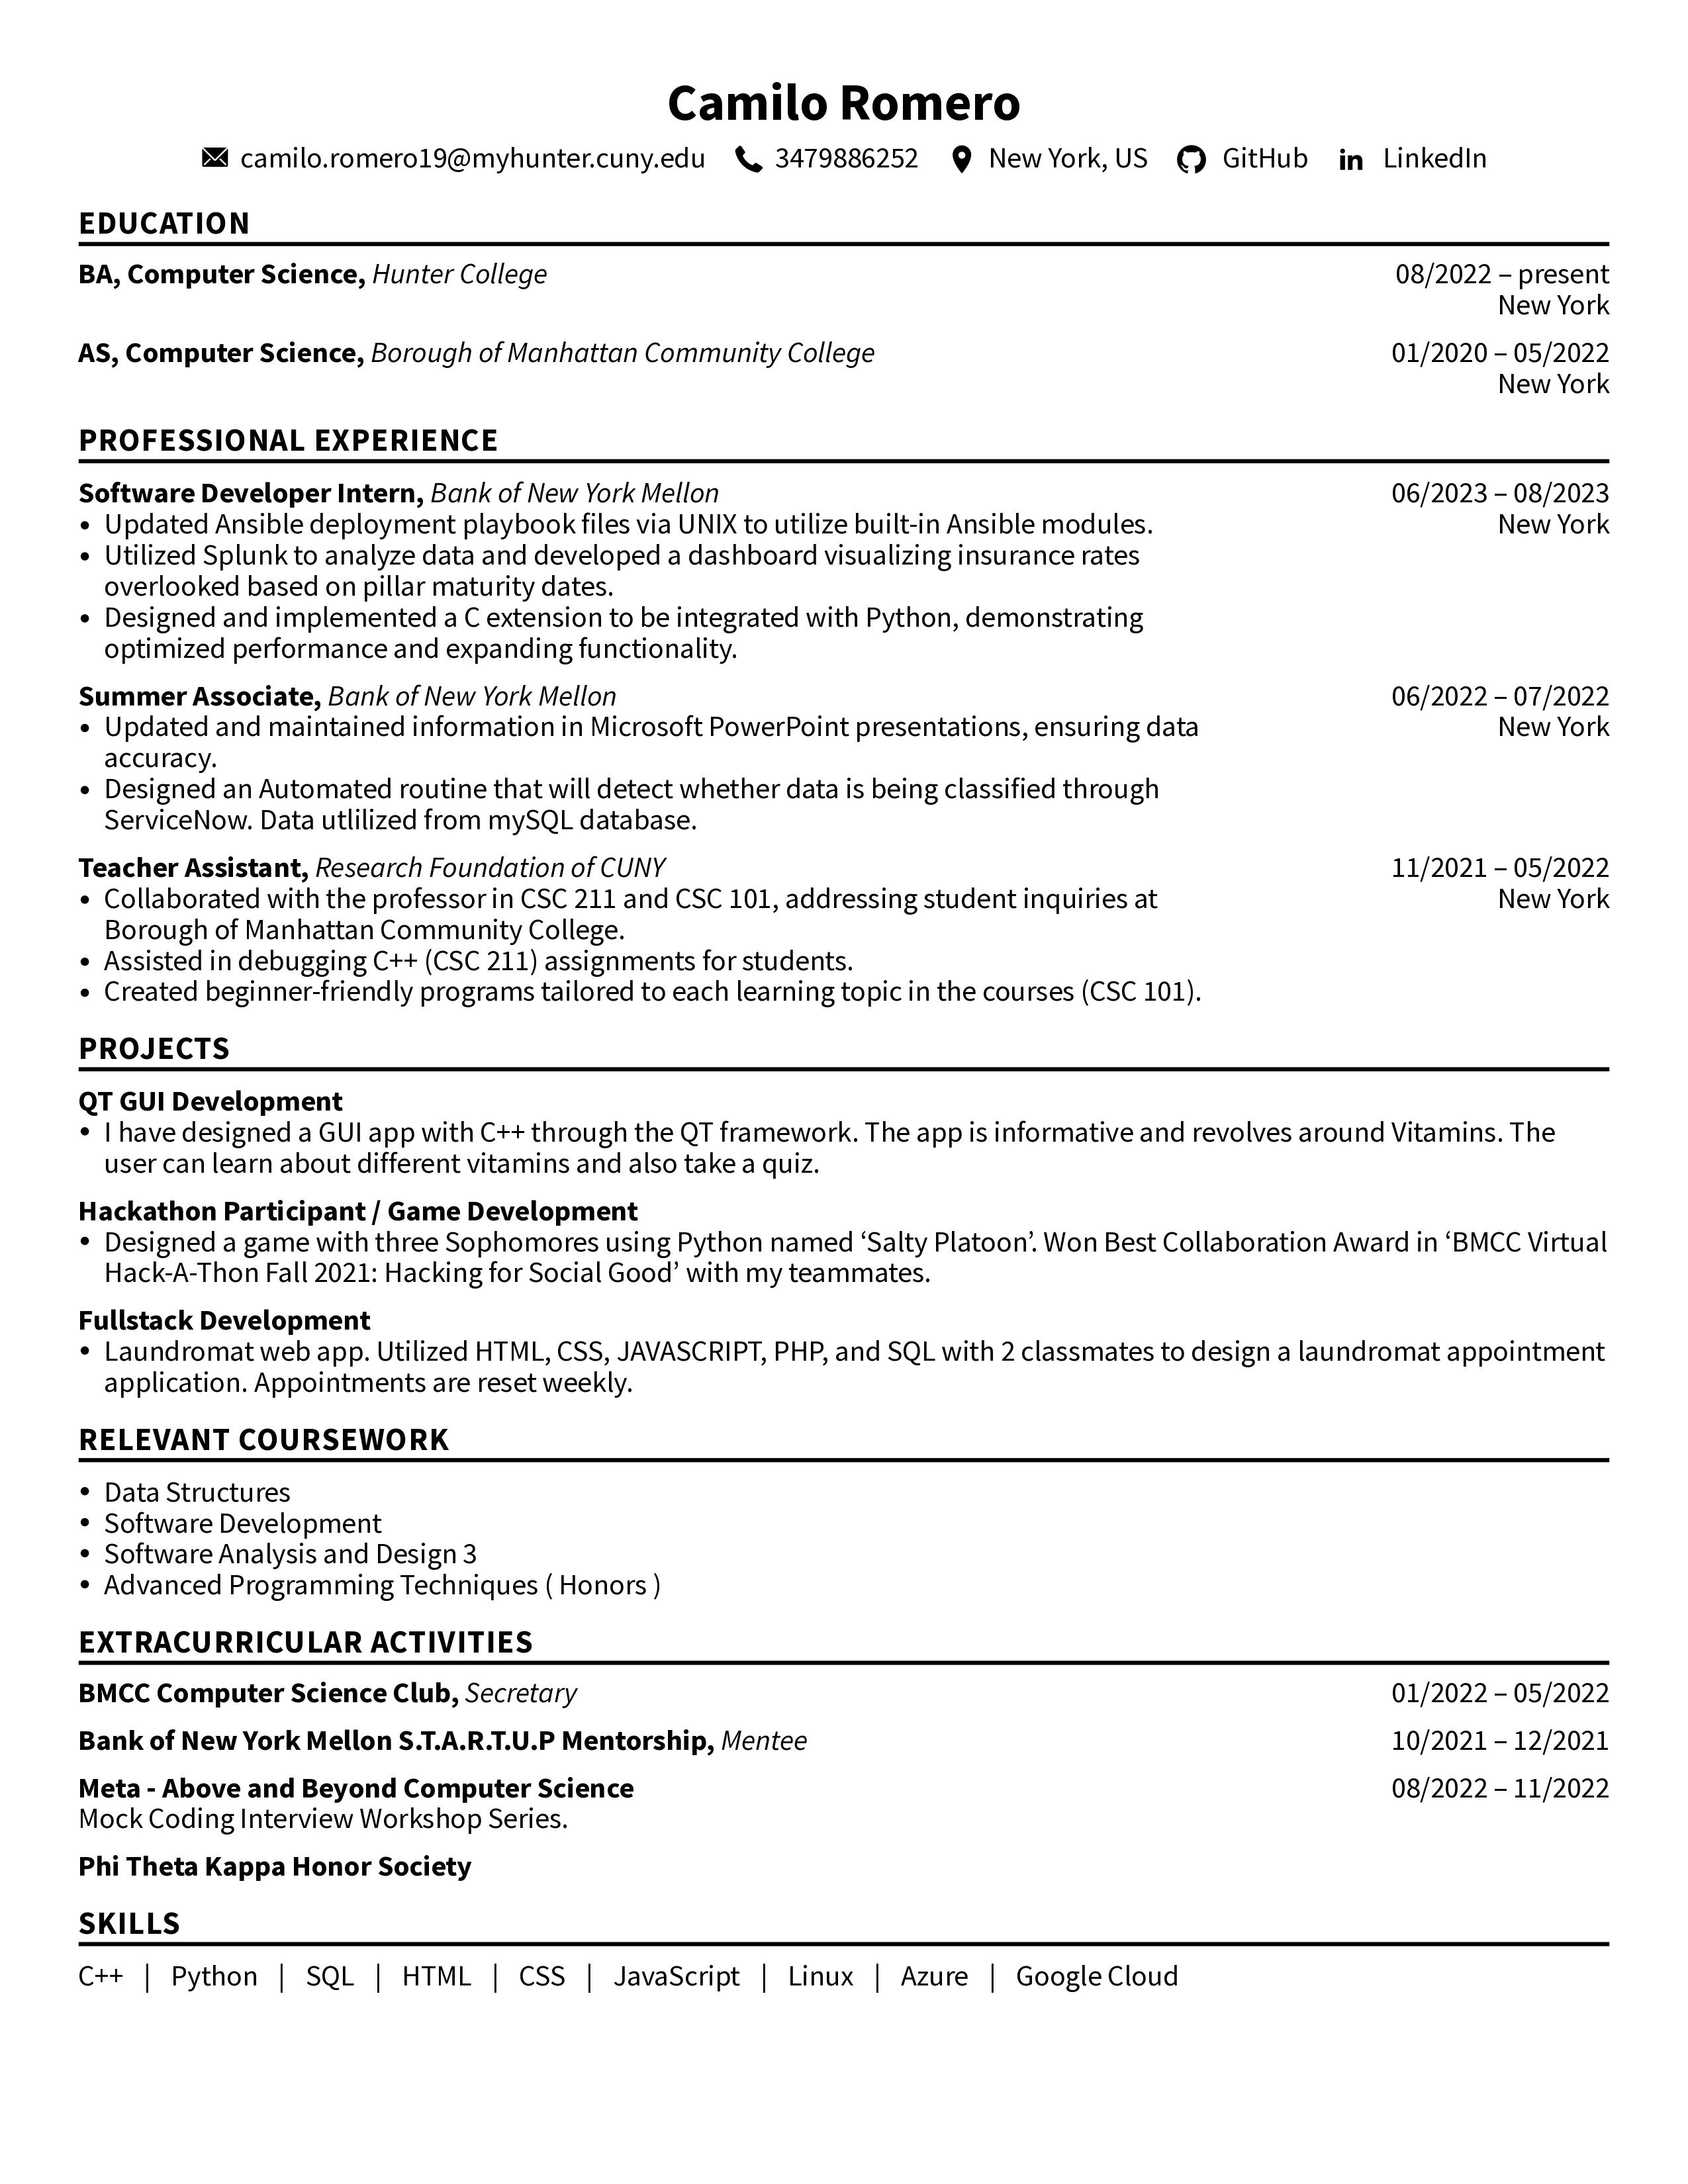 Camilo Romero
camilo.romero19@myhunter.cuny.edu 3479886252 New York, US GitHub LinkedIn
EDUCATION
BA, Computer Science, Hunter College 08/2022 – present
New York
AS, Computer Science, Borough of Manhattan Community College 01/2020 – 05/2022
New York
PROFESSIONAL EXPERIENCE
Software Developer Intern, Bank of New York Mellon 06/2023 – 08/2023
• Updated Ansible deployment playbook files via UNIX to utilize built-in Ansible modules. New York
• Utilized Splunk to analyze data and developed a dashboard visualizing insurance rates
overlooked based on pillar maturity dates.
• Designed and implemented a C extension to be integrated with Python, demonstrating
optimized performance and expanding functionality.
Summer Associate, Bank of New York Mellon 06/2022 – 07/2022
• Updated and maintained information in Microsoft PowerPoint presentations, ensuring data New York
accuracy.
• Designed an Automated routine that will detect whether data is being classified through
ServiceNow. Data utlilized from mySQL database.
Teacher Assistant, Research Foundation of CUNY 11/2021 – 05/2022
• Collaborated with the professor in CSC 211 and CSC 101, addressing student inquiries at New York
Borough of Manhattan Community College.
• Assisted in debugging C++ (CSC 211) assignments for students.
• Created beginner-friendly programs tailored to each learning topic in the courses (CSC 101).
PROJECTS
QT GUI Development
• I have designed a GUI app with C++ through the QT framework. The app is informative and revolves around Vitamins. The
user can learn about different vitamins and also take a quiz.
Hackathon Participant / Game Development
• Designed a game with three Sophomores using Python named ‘Salty Platoon’. Won Best Collaboration Award in ‘BMCC Virtual
Hack-A-Thon Fall 2021: Hacking for Social Good’ with my teammates.
Fullstack Development
• Laundromat web app. Utilized HTML, CSS, JAVASCRIPT, PHP, and SQL with 2 classmates to design a laundromat appointment
application. Appointments are reset weekly.
RELEVANT COURSEWORK
• Data Structures
• Software Development
• Software Analysis and Design 3
• Advanced Programming Techniques ( Honors )
EXTRACURRICULAR ACTIVITIES
BMCC Computer Science Club, Secretary 01/2022 – 05/2022
Bank of New York Mellon S.T.A.R.T.U.P Mentorship, Mentee 10/2021 – 12/2021
Meta - Above and Beyond Computer Science 08/2022 – 11/2022
Mock Coding Interview Workshop Series.
Phi Theta Kappa Honor Society
SKILLS
C++ | Python | SQL | HTML | CSS | JavaScript | Linux | Azure | Google Cloud